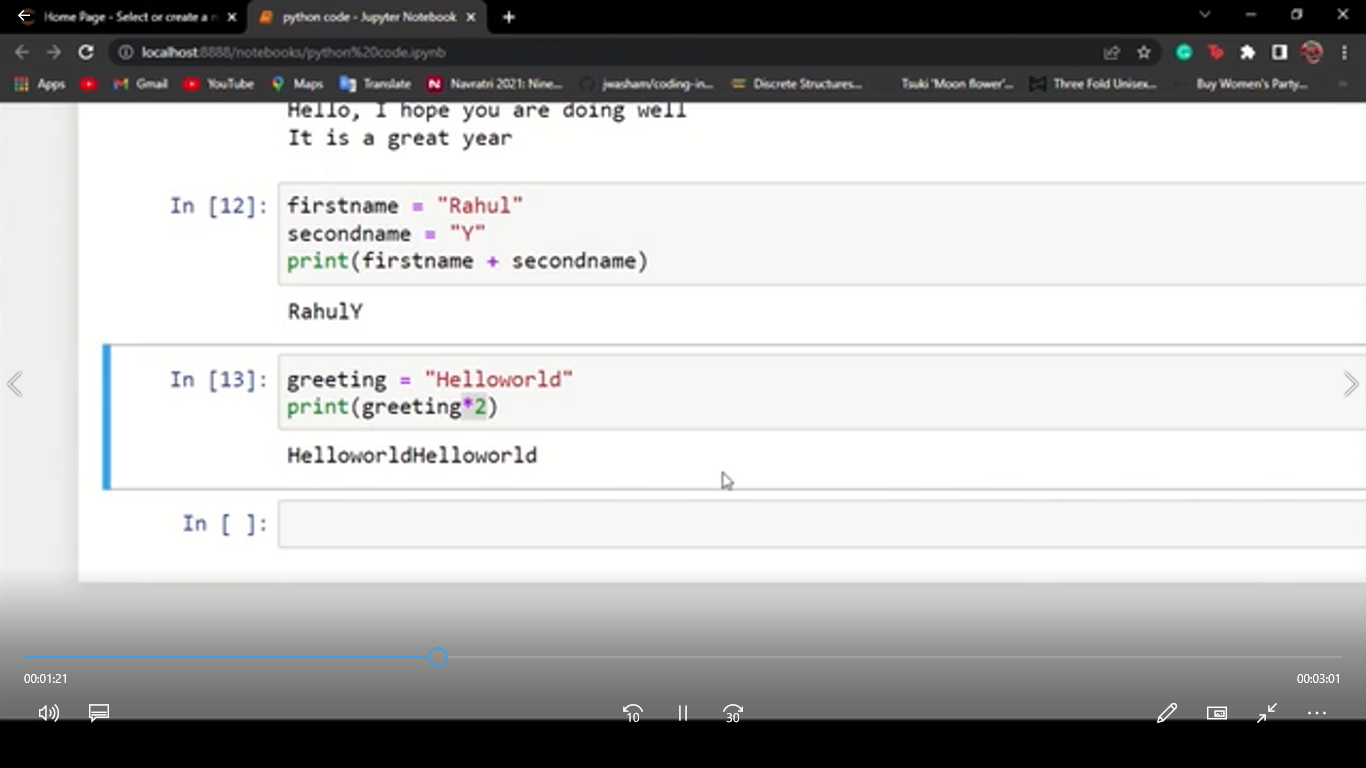 Home Page - Select or create a n
python code - Jupyter Notebook
localhost:8888/notebooks/python%20code.ipynb
Apps Gmail YouTube Maps Translate Navratri 2021: Nine... jwasham/coding-in... Discrete Structures... Tsuki 'Moon flower'... Three Fold Unisex... Buy Women's Party...
Hello, I hope you are doing well
It is a great year
In [12]: firstname = "Rahul"
secondname = "Y"
print(firstname + secondname)
RahulY
In [13]: greeting = "Helloworld"
print(greeting*2)
HelloworldHelloworld
In [ ]:
00:01:21 00:03:01
10 30